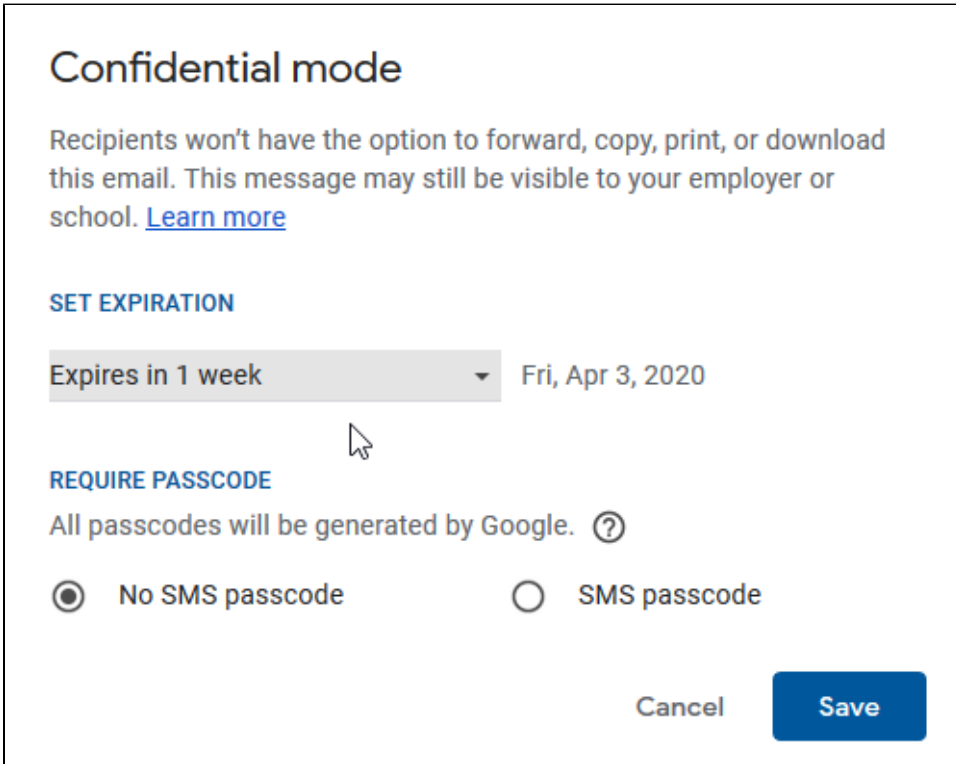 Confidential mode
Recipients won't have the option to forward, copy, print, or download
this email. This message may still be visible to your employer or
school. Learn more
SET EXPIRATION
Expires in 1 week Fri, Apr 3, 2020
REQUIRE PASSCODE
All passcodes will be generated by Google. ?
No SMS passcode SMS passcode
Cancel Save